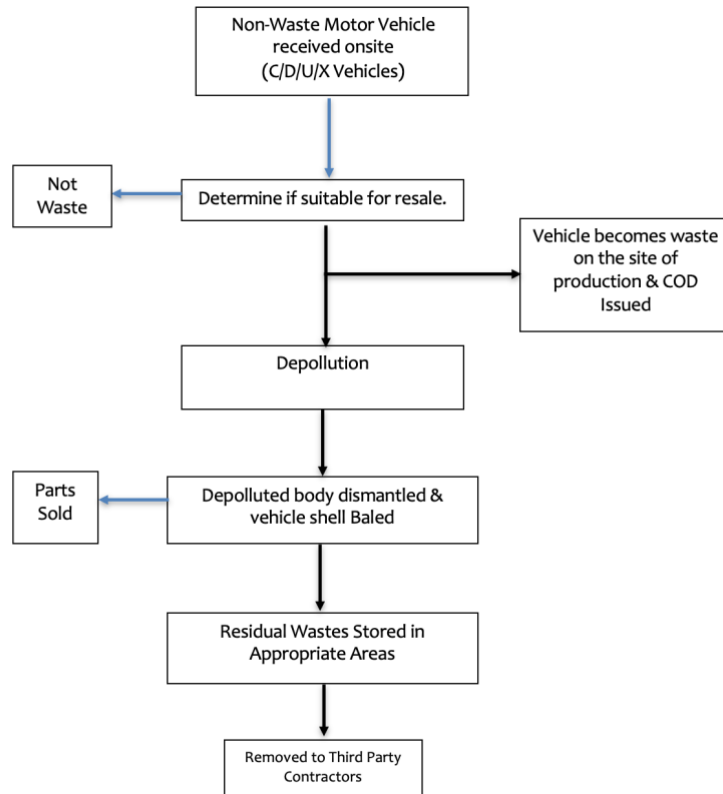 Non-Waste Motor Vehicle
received onsite
(C/D/U/X Vehicles)
Not
Waste
Determine if suitable for resale.
Vehicle becomes waste
on the site of
production & COD
Issued
Depollution
Parts
Sold
Depolluted body dismantled &
vehicle shell Baled
Residual Wastes Stored in
Appropriate Areas
Removed to Third Party
Contractors